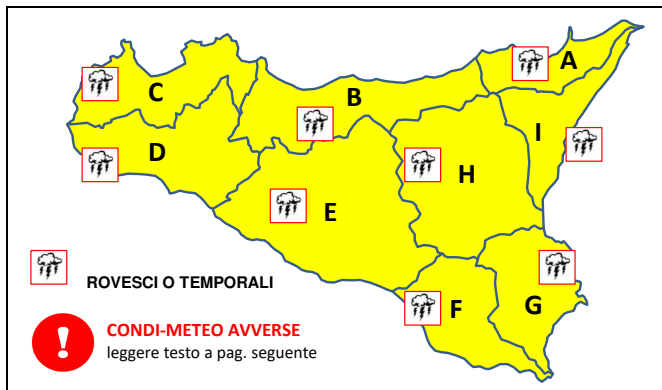 A
C
B
I
D
H
E
F
G
ROVESCI O TEMPORALI
!
CONDI-METEO AVVERSE
leggere testo a pag. seguente